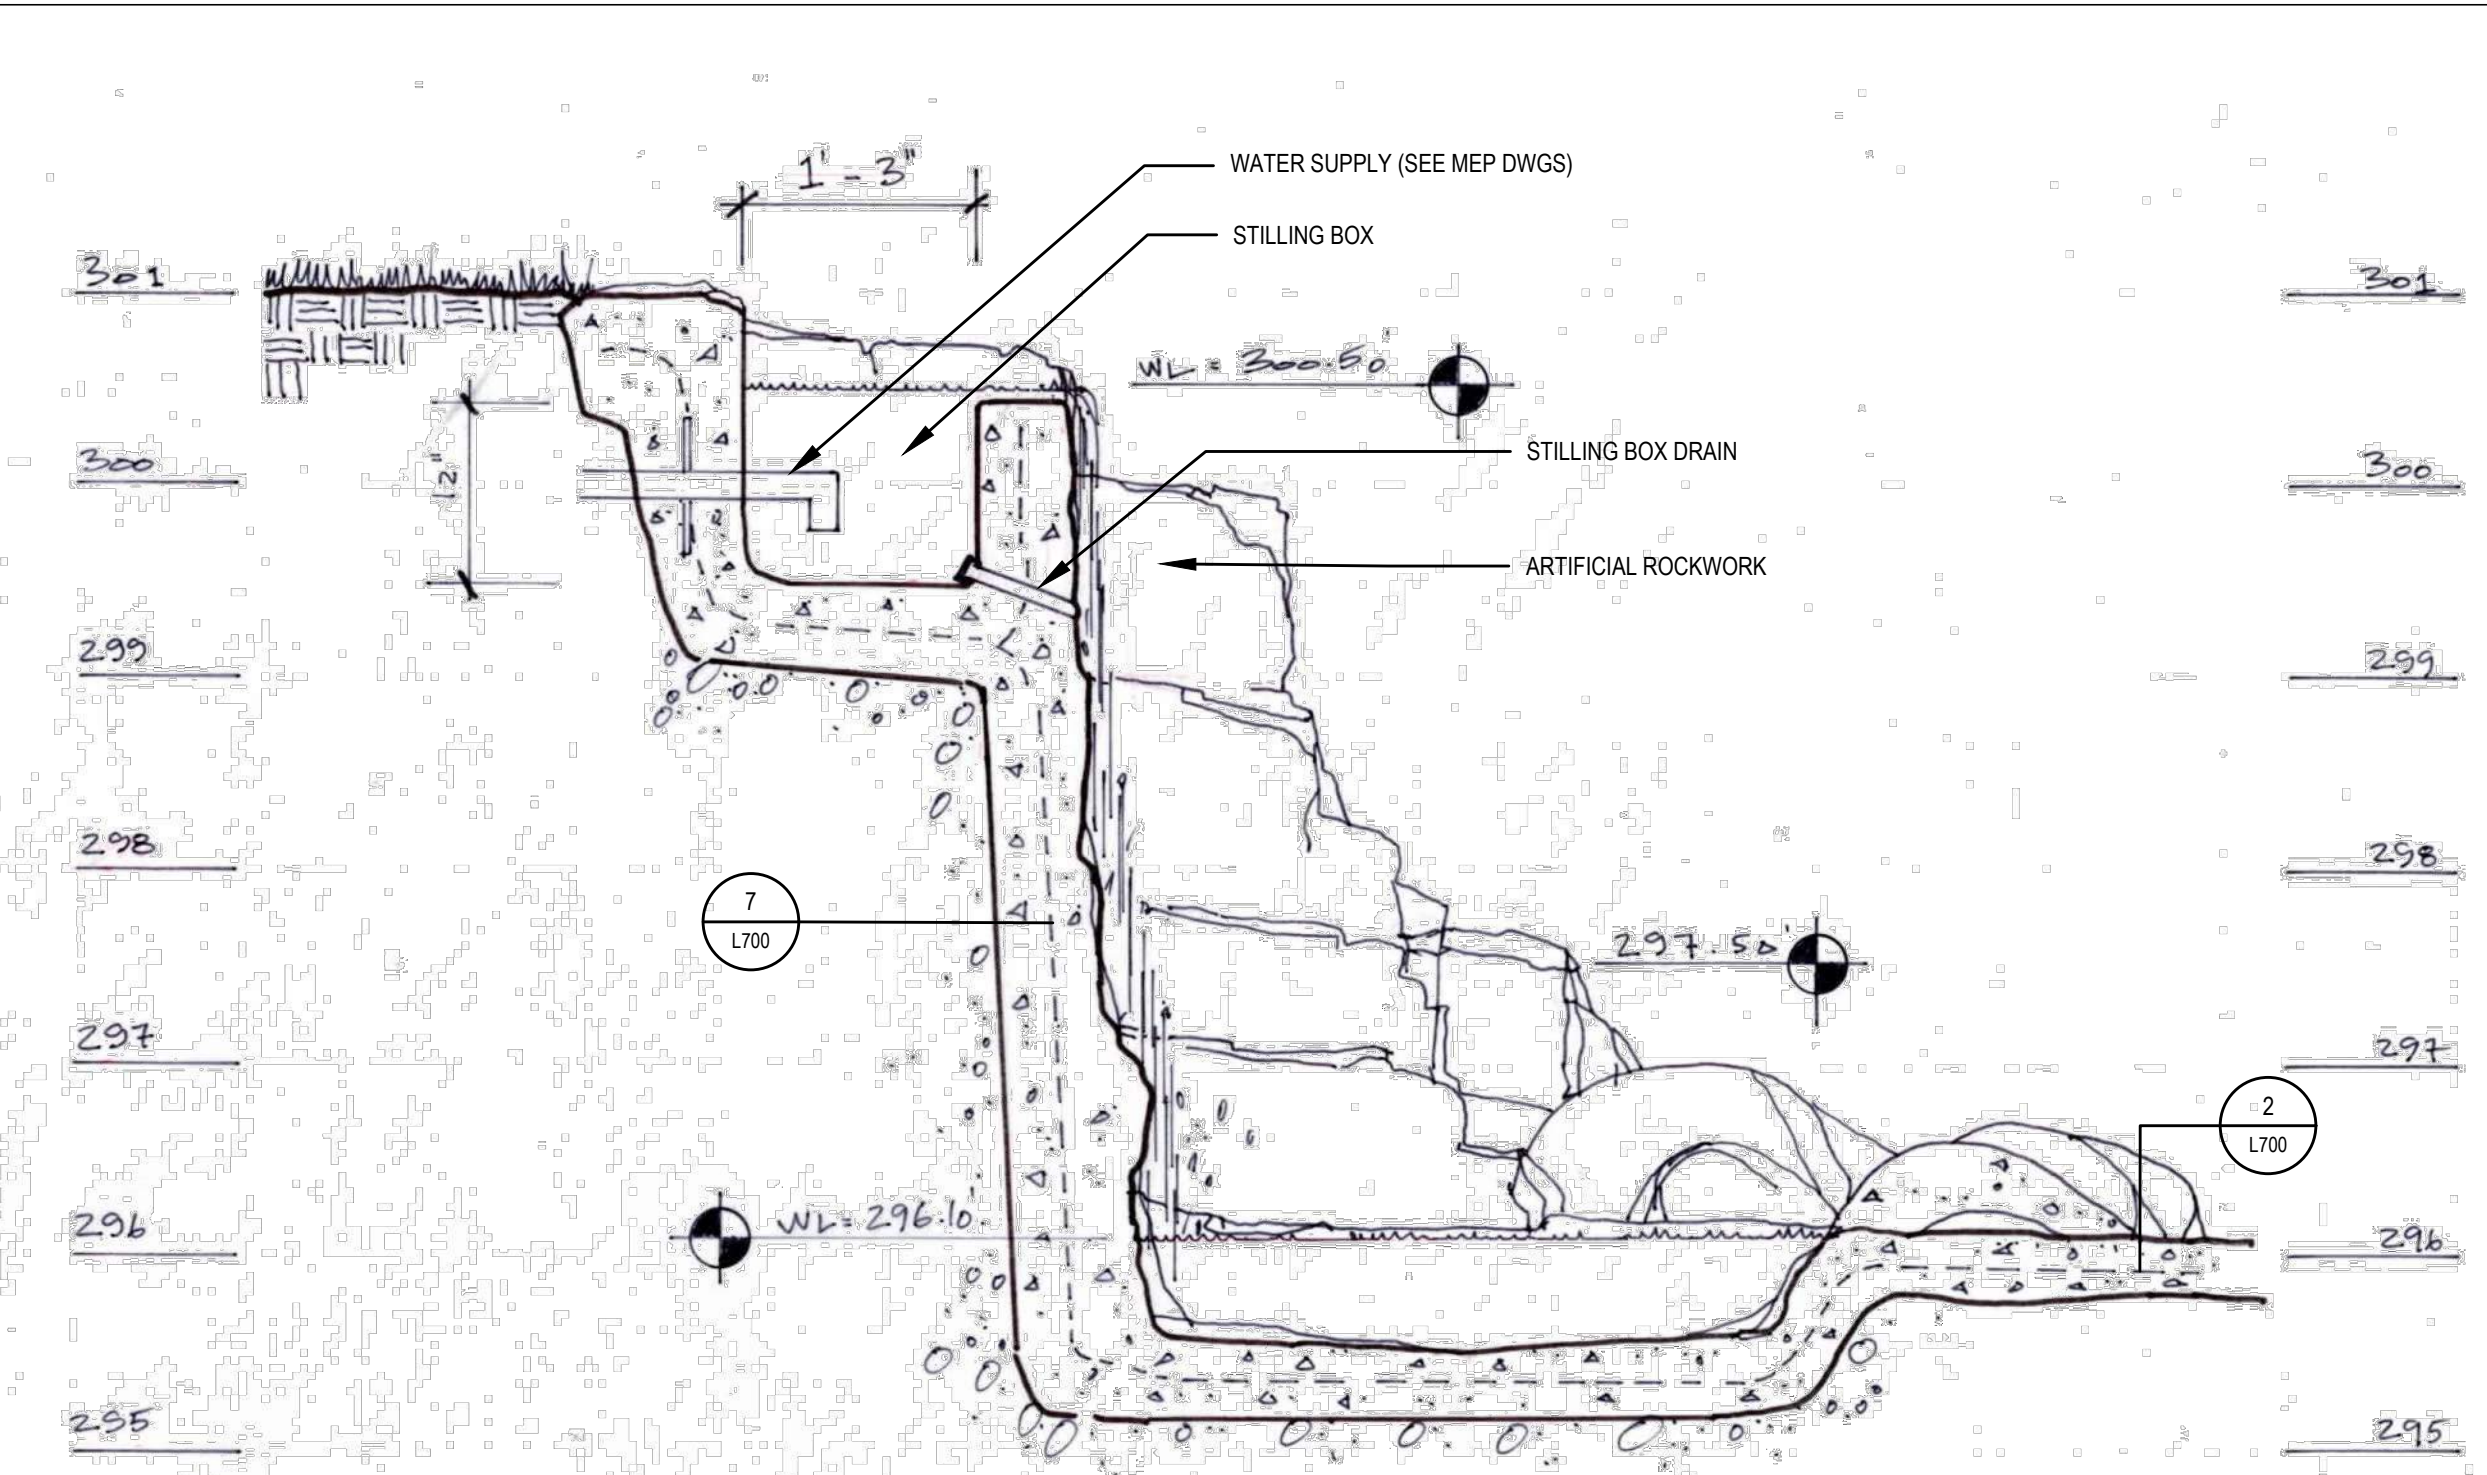 1'-3"
WATER SUPPLY (SEE MEP DWGS)
STILLING BOX
301
301
WL = 300.50
12"
300
STILLING BOX DRAIN
300
ARTIFICIAL ROCKWORK
299
299
298
298
7
L700
297.50'
297
297
2
L700
WL = 296.10
296
296
295
295